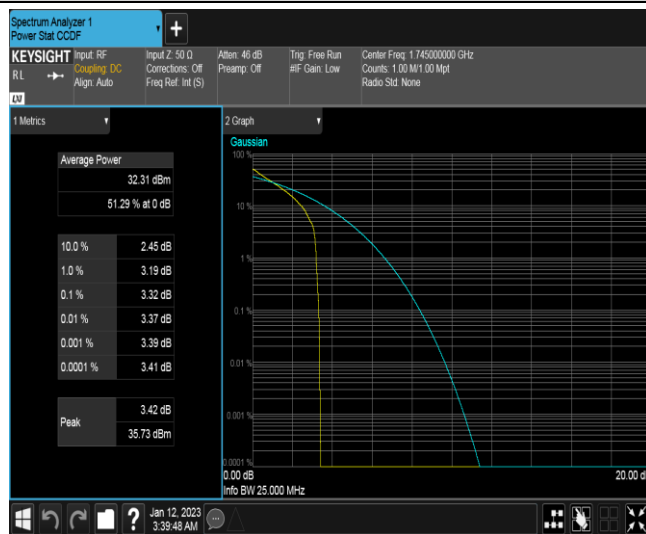 Spectrum Analyzer 1
Power Stat CCDF
KEYSIGHT
RL
LXI
Input: RF
Coupling: DC
Align: Auto
Input Z: 50 Ω
Corrections: Off
Freq Ref: Int (S)
Atten: 46 dB
Preamp: Off
Trig: Free Run
#IF Gain: Low
Center Freq: 1.745000000 GHz
Counts: 1.00 M/1.00 Mpt
Radio Std: None
1 Metrics
Average Power
32.31 dBm
51.29 % at 0 dB
10.0 % 2.45 dB
1.0 % 3.19 dB
0.1 % 3.32 dB
0.01 % 3.37 dB
0.001 % 3.39 dB
0.0001 % 3.41 dB
Peak
3.42 dB
35.73 dBm
2 Graph
Gaussian
100 %
10 %
1 %
0.1 %
0.01 %
0.001 %
0.0001 %
0.00 dB
20.00 d
Info BW 25.000 MHz
?
Jan 12, 2023
3:39:48 AM